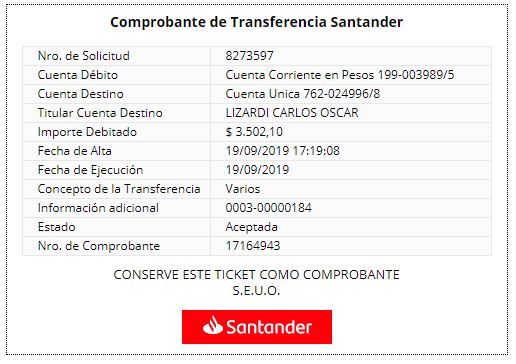 Comprobante de Transferencia Santander
Nro. de Solicitud 8273597
Cuenta Débito Cuenta Corriente en Pesos 199-003989/5
Cuenta Destino Cuenta Unica 762-024996/8
Titular Cuenta Destino LIZARDI CARLOS OSCAR
Importe Debitado $ 3.502,10
Fecha de Alta 19/09/2019 17:19:08
Fecha de Ejecución 19/09/2019
Concepto de la Transferencia Varios
Información adicional 0003-00000184
Estado Aceptada
Nro. de Comprobante 17164943
CONSERVE ESTE TICKET COMO COMPROBANTE
S.E.U.O.
Santander